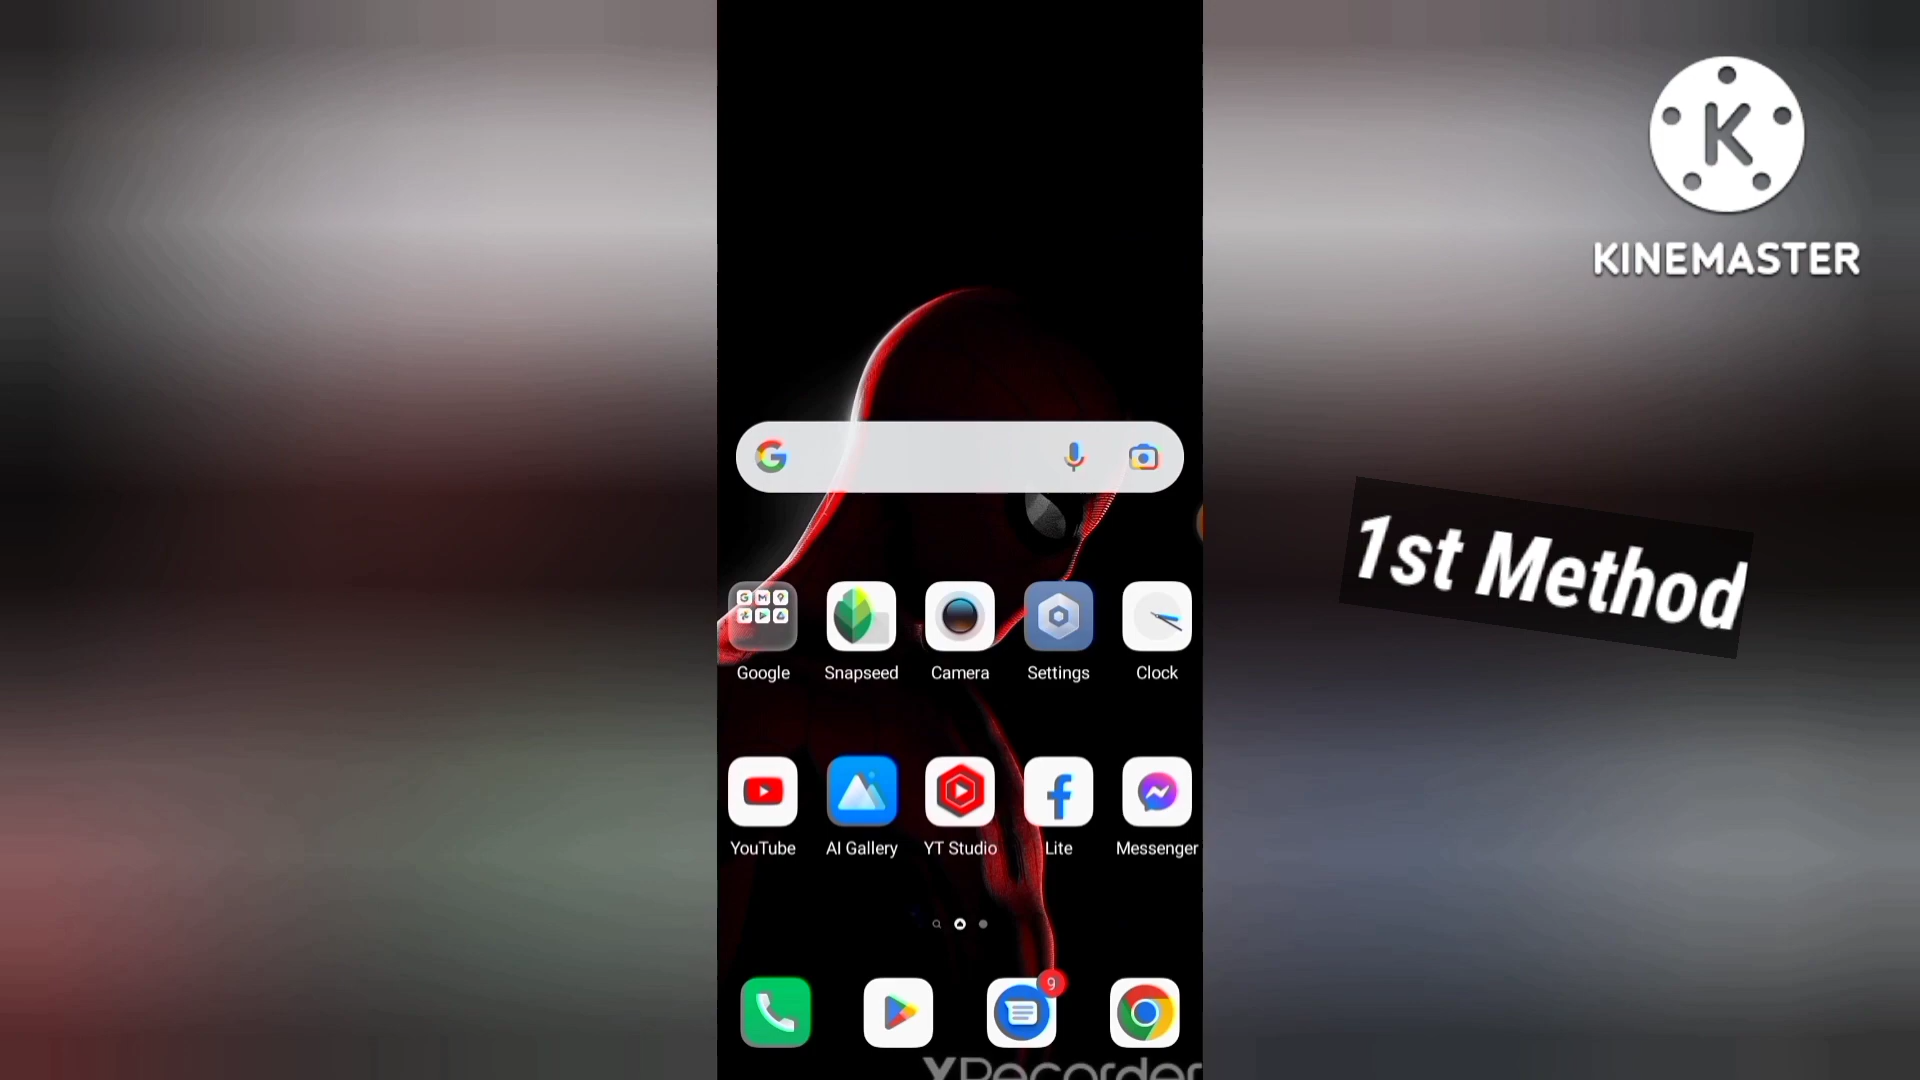 KINEMASTER
1st Method
Google Snapseed Camera Settings Clock
YouTube AI Gallery YT Studio Lite Messenger
9
XRecorder